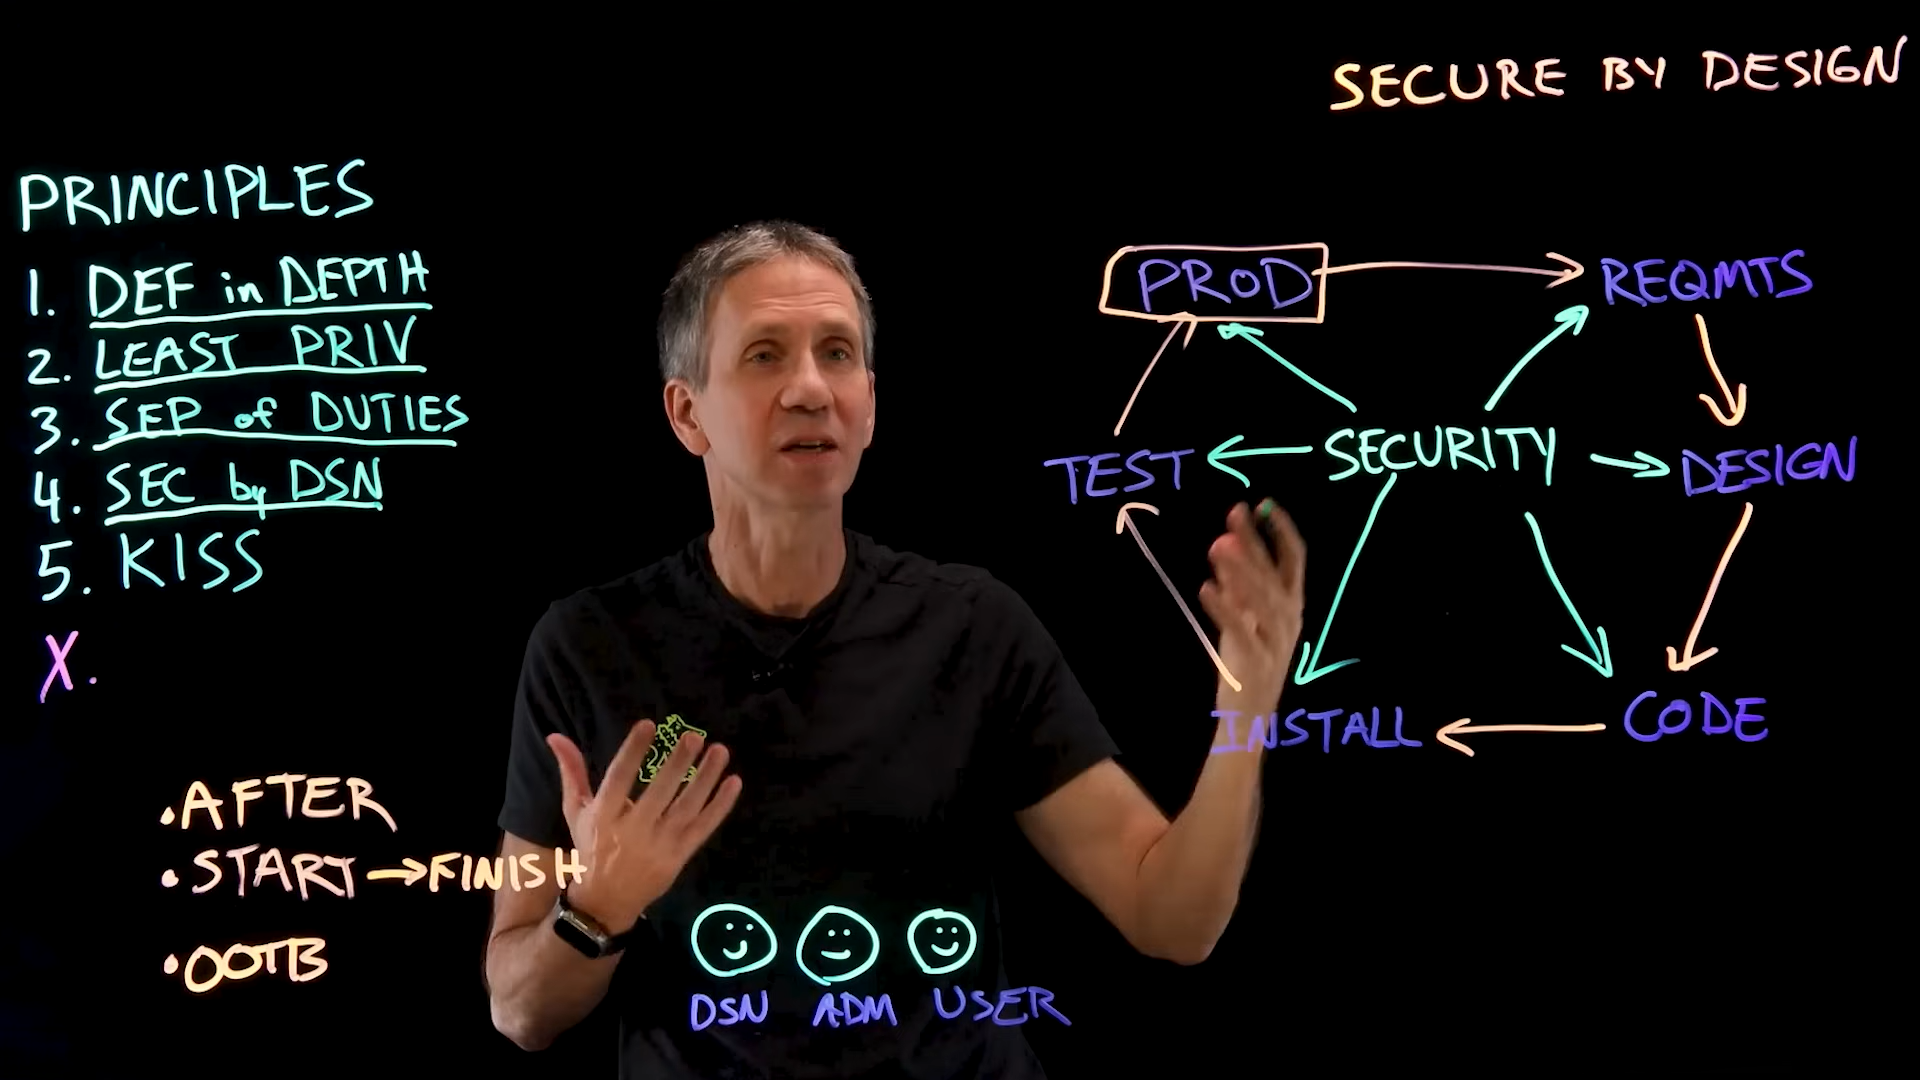 SECURE BY DESIGN
PRINCIPLES
1. DEF in DEPTH
2. LEAST PRIV
3. SEP of DUTIES
4. SEC by DSN
5. KISS
X.
• AFTER
• START → FINISH
• OOTB
DSN ADM USER
PROD → REQMTS
TEST ← SECURITY → DESIGN
INSTALL ← CODE